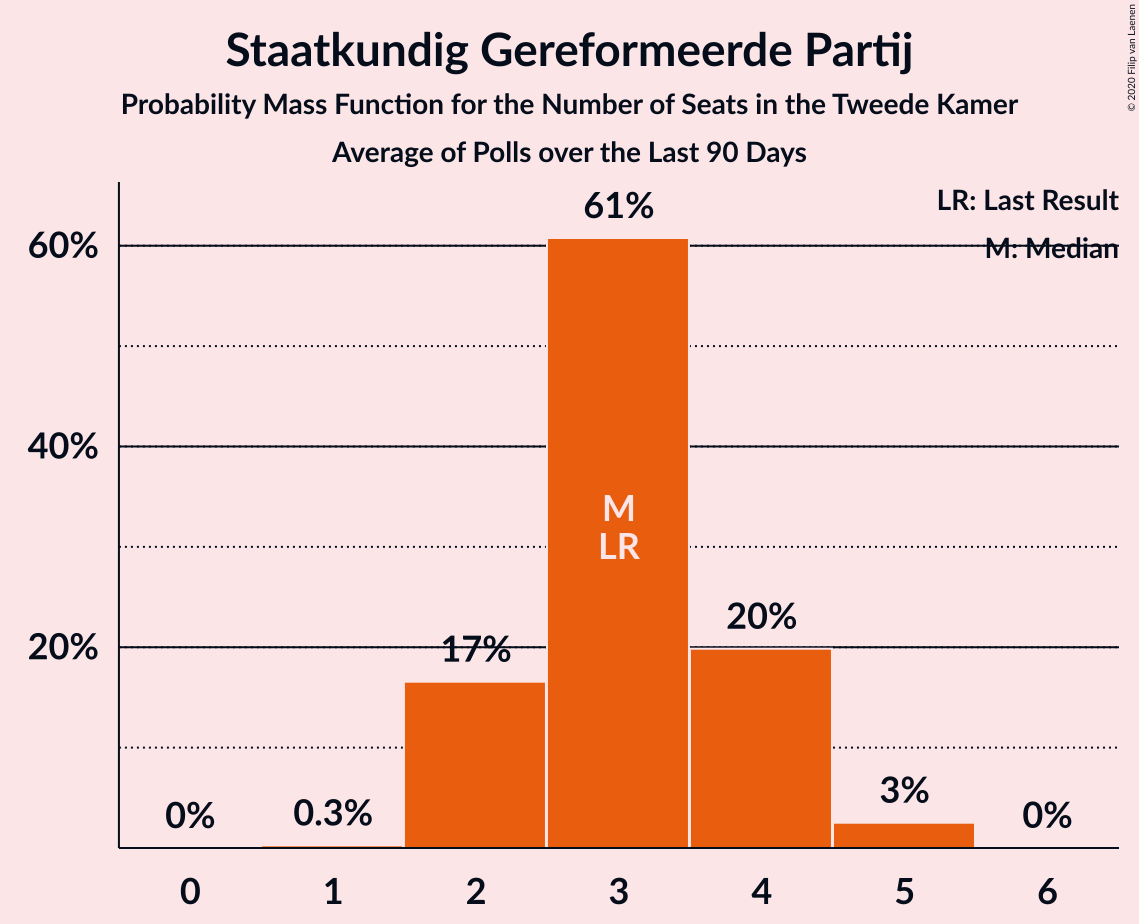 Staatkundig Gereformeerde Partij
Probability Mass Function for the Number of Seats in the Tweede Kamer
Average of Polls over the Last 90 Days
© 2020 Filip van Laenen
LR: Last Result
M: Median
60%
40%
20%
0%
0.3%
17%
61%
20%
3%
0%
M
LR
0
1
2
3
4
5
6